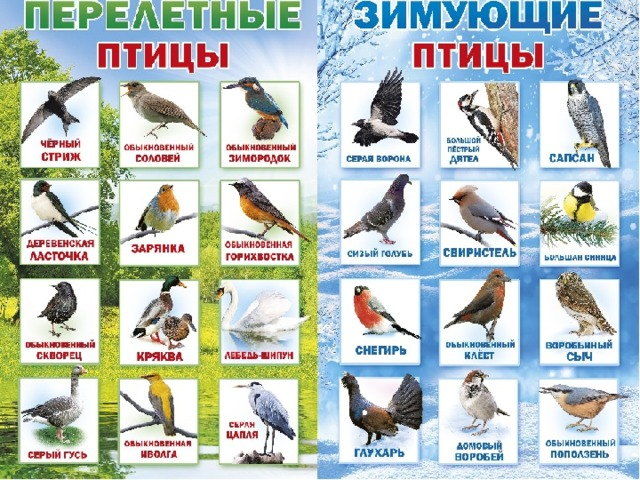 ПЕРЕЛЕТНЫЕ
ПТИЦЫ
ЧЁРНЫЙ
СТРИЖ
ОБЫКНОВЕННЫЙ
СОЛОВЕЙ
ОБЫКНОВЕННЫЙ
ЗИМОРОДОК
ДЕРЕВЕНСКАЯ
ЛАСТОЧКА
ЗАРЯНКА
ОБЫКНОВЕННАЯ
ГОРИХВОСТКА
ОБЫКНОВЕННЫЙ
СКВОРЕЦ
КРЯКВА
ЛЕБЕДЬ-ШИПУН
СЕРЫЙ ГУСЬ
ОБЫКНОВЕННАЯ
ИВОЛГА
СЕРАЯ
ЦАПЛЯ
ЗИМУЮЩИЕ
ПТИЦЫ
СЕРАЯ ВОРОНА
БОЛЬШОЙ
ПЁСТРЫЙ
ДЯТЕЛ
САПСАН
СИЗЫЙ ГОЛУБЬ
СВИРИСТЕЛЬ
БОЛЬШАЯ СИНИЦА
СНЕГИРЬ
ОБЫКНОВЕННЫЙ
КЛЁСТ
ВОРОБЬИНЫЙ
СЫЧ
ГЛУХАРЬ
ДОМОВЫЙ
ВОРОБЕЙ
ОБЫКНОВЕННЫЙ
ПОПОЛЗЕНЬ